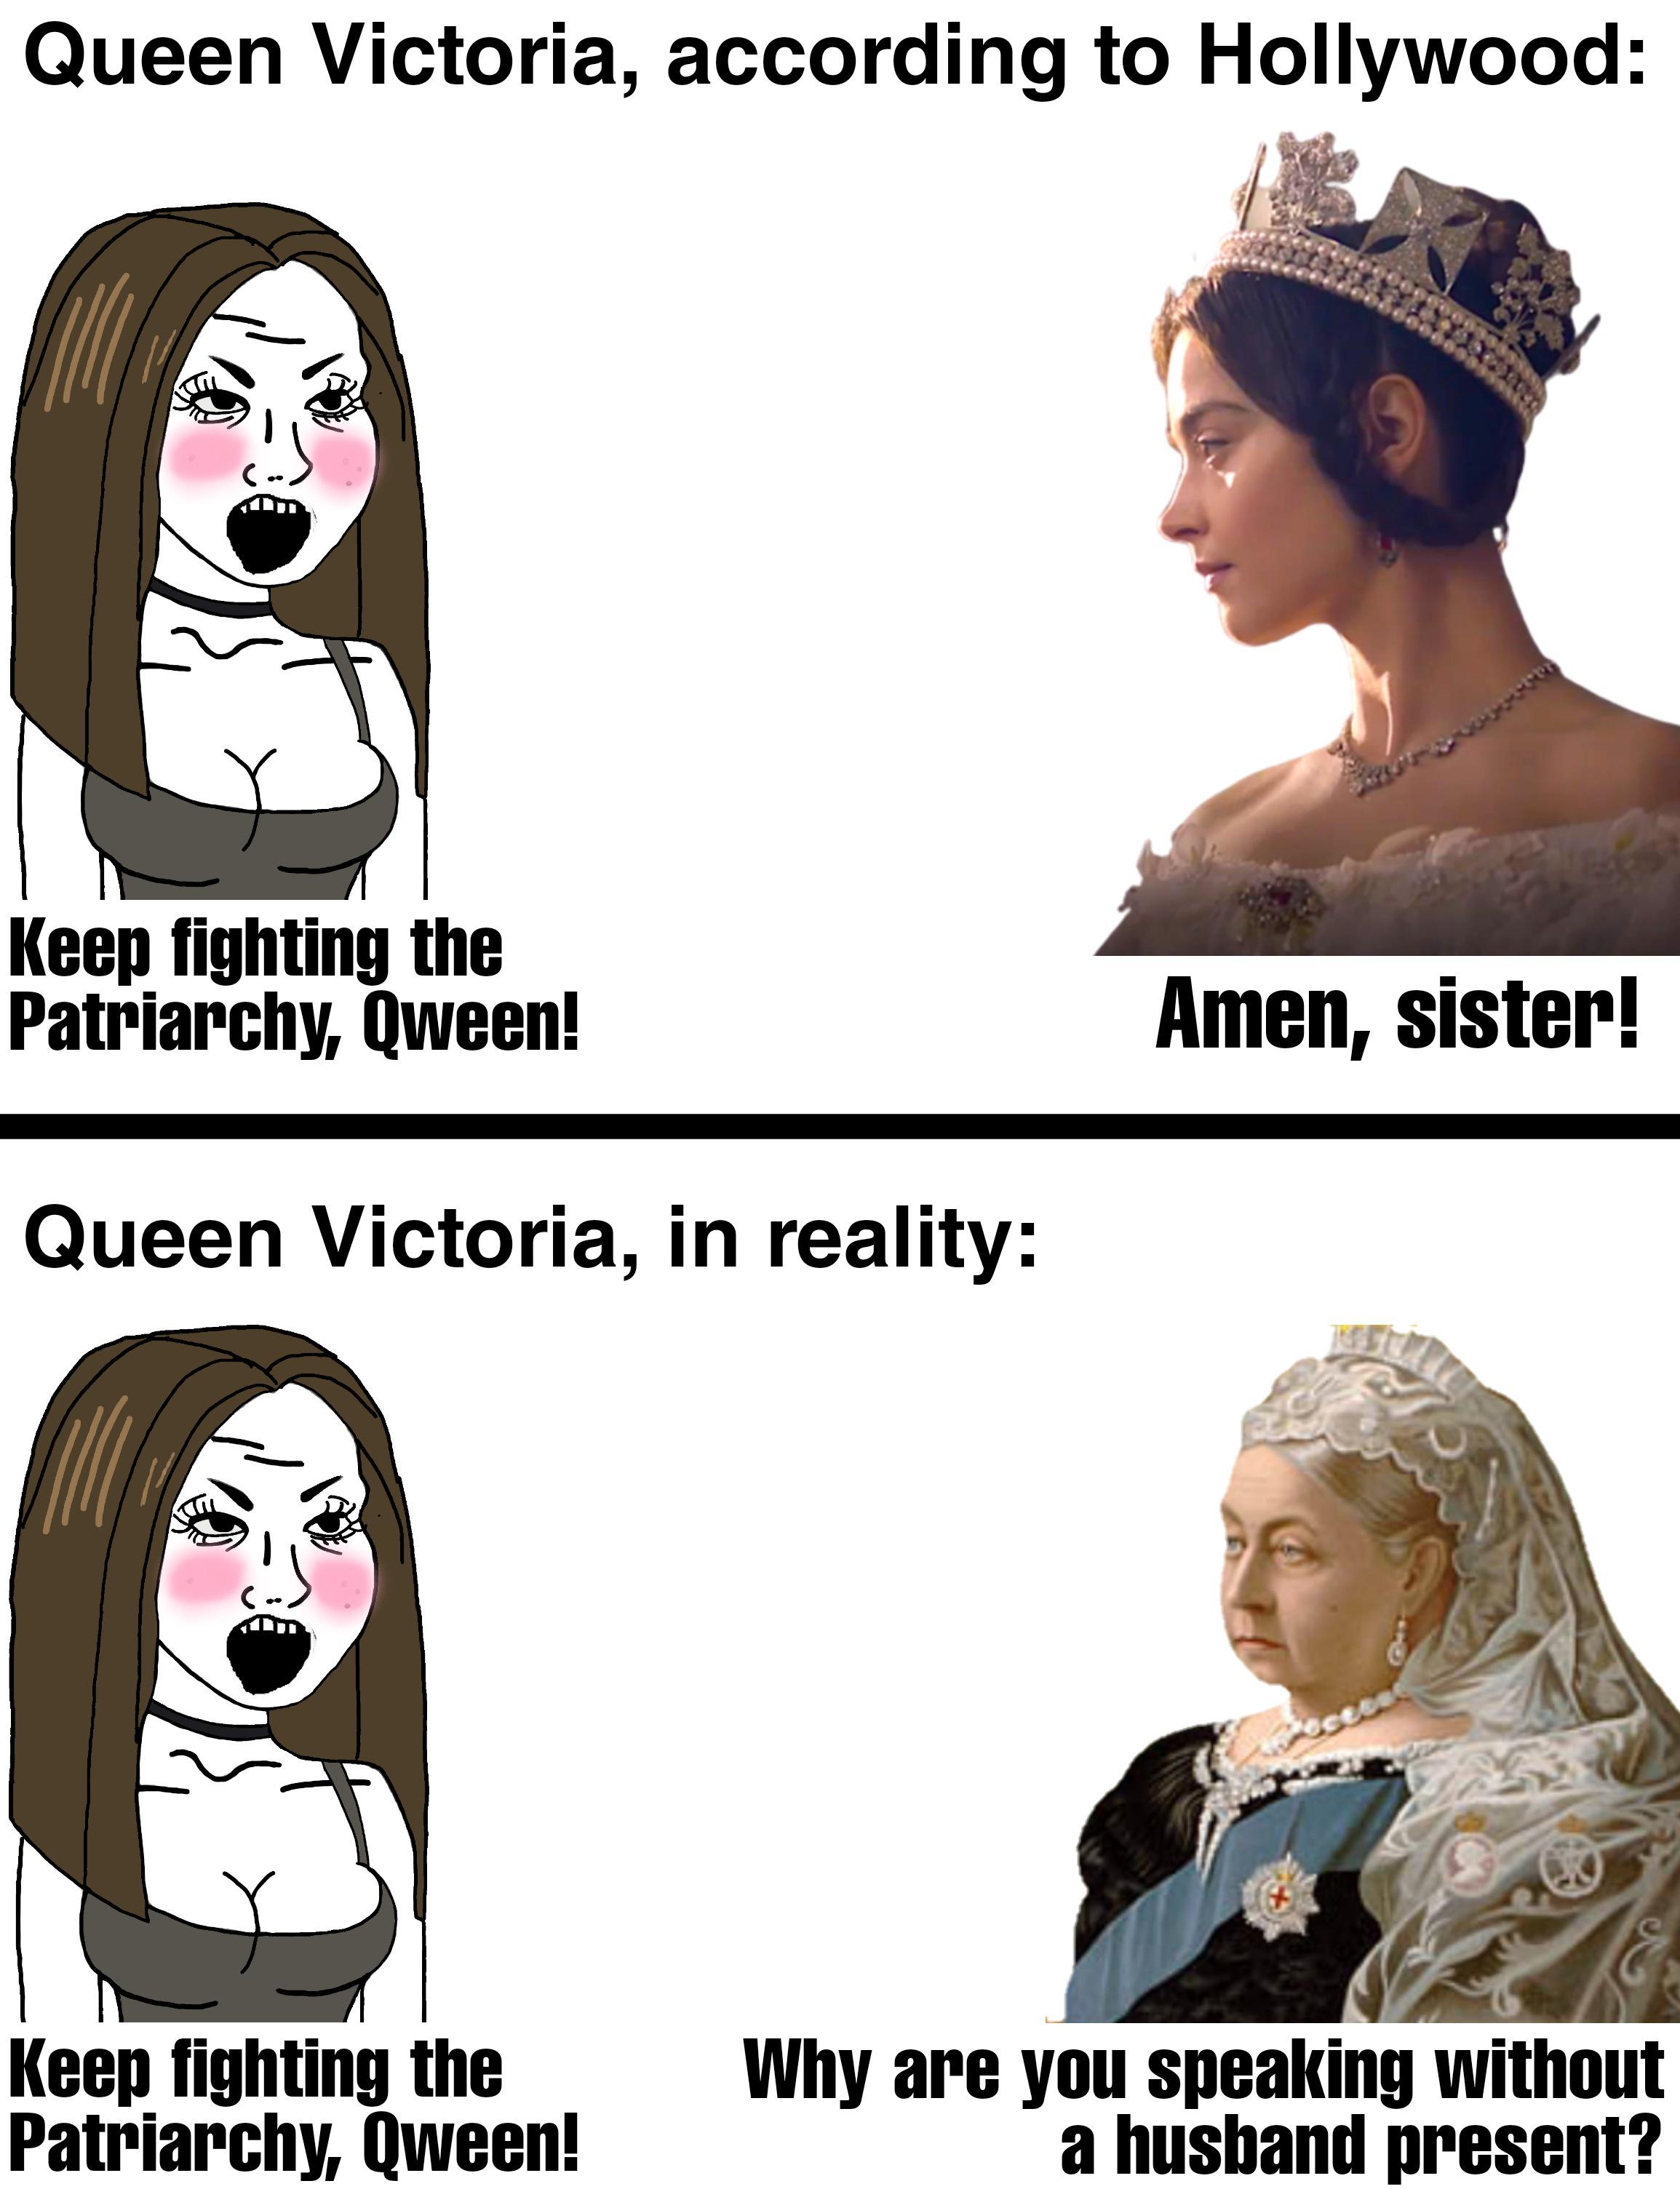 Queen Victoria, according to Hollywood:
Keep fighting the
Patriarchy, Qween!
Amen, sister!
Queen Victoria, in reality:
Keep fighting the
Patriarchy, Qween!
Why are you speaking without
a husband present?